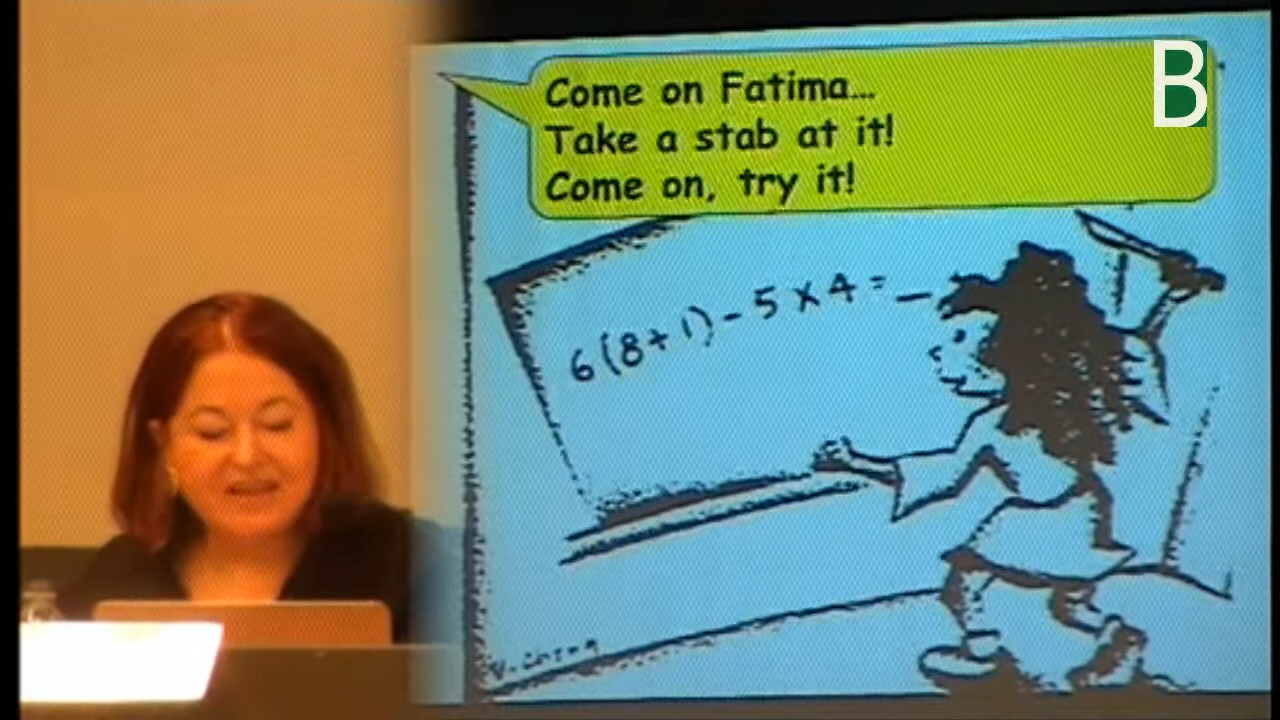 Come on Fatima...
Take a stab at it!
Come on, try it!
B
6(8+1)-5×4=_